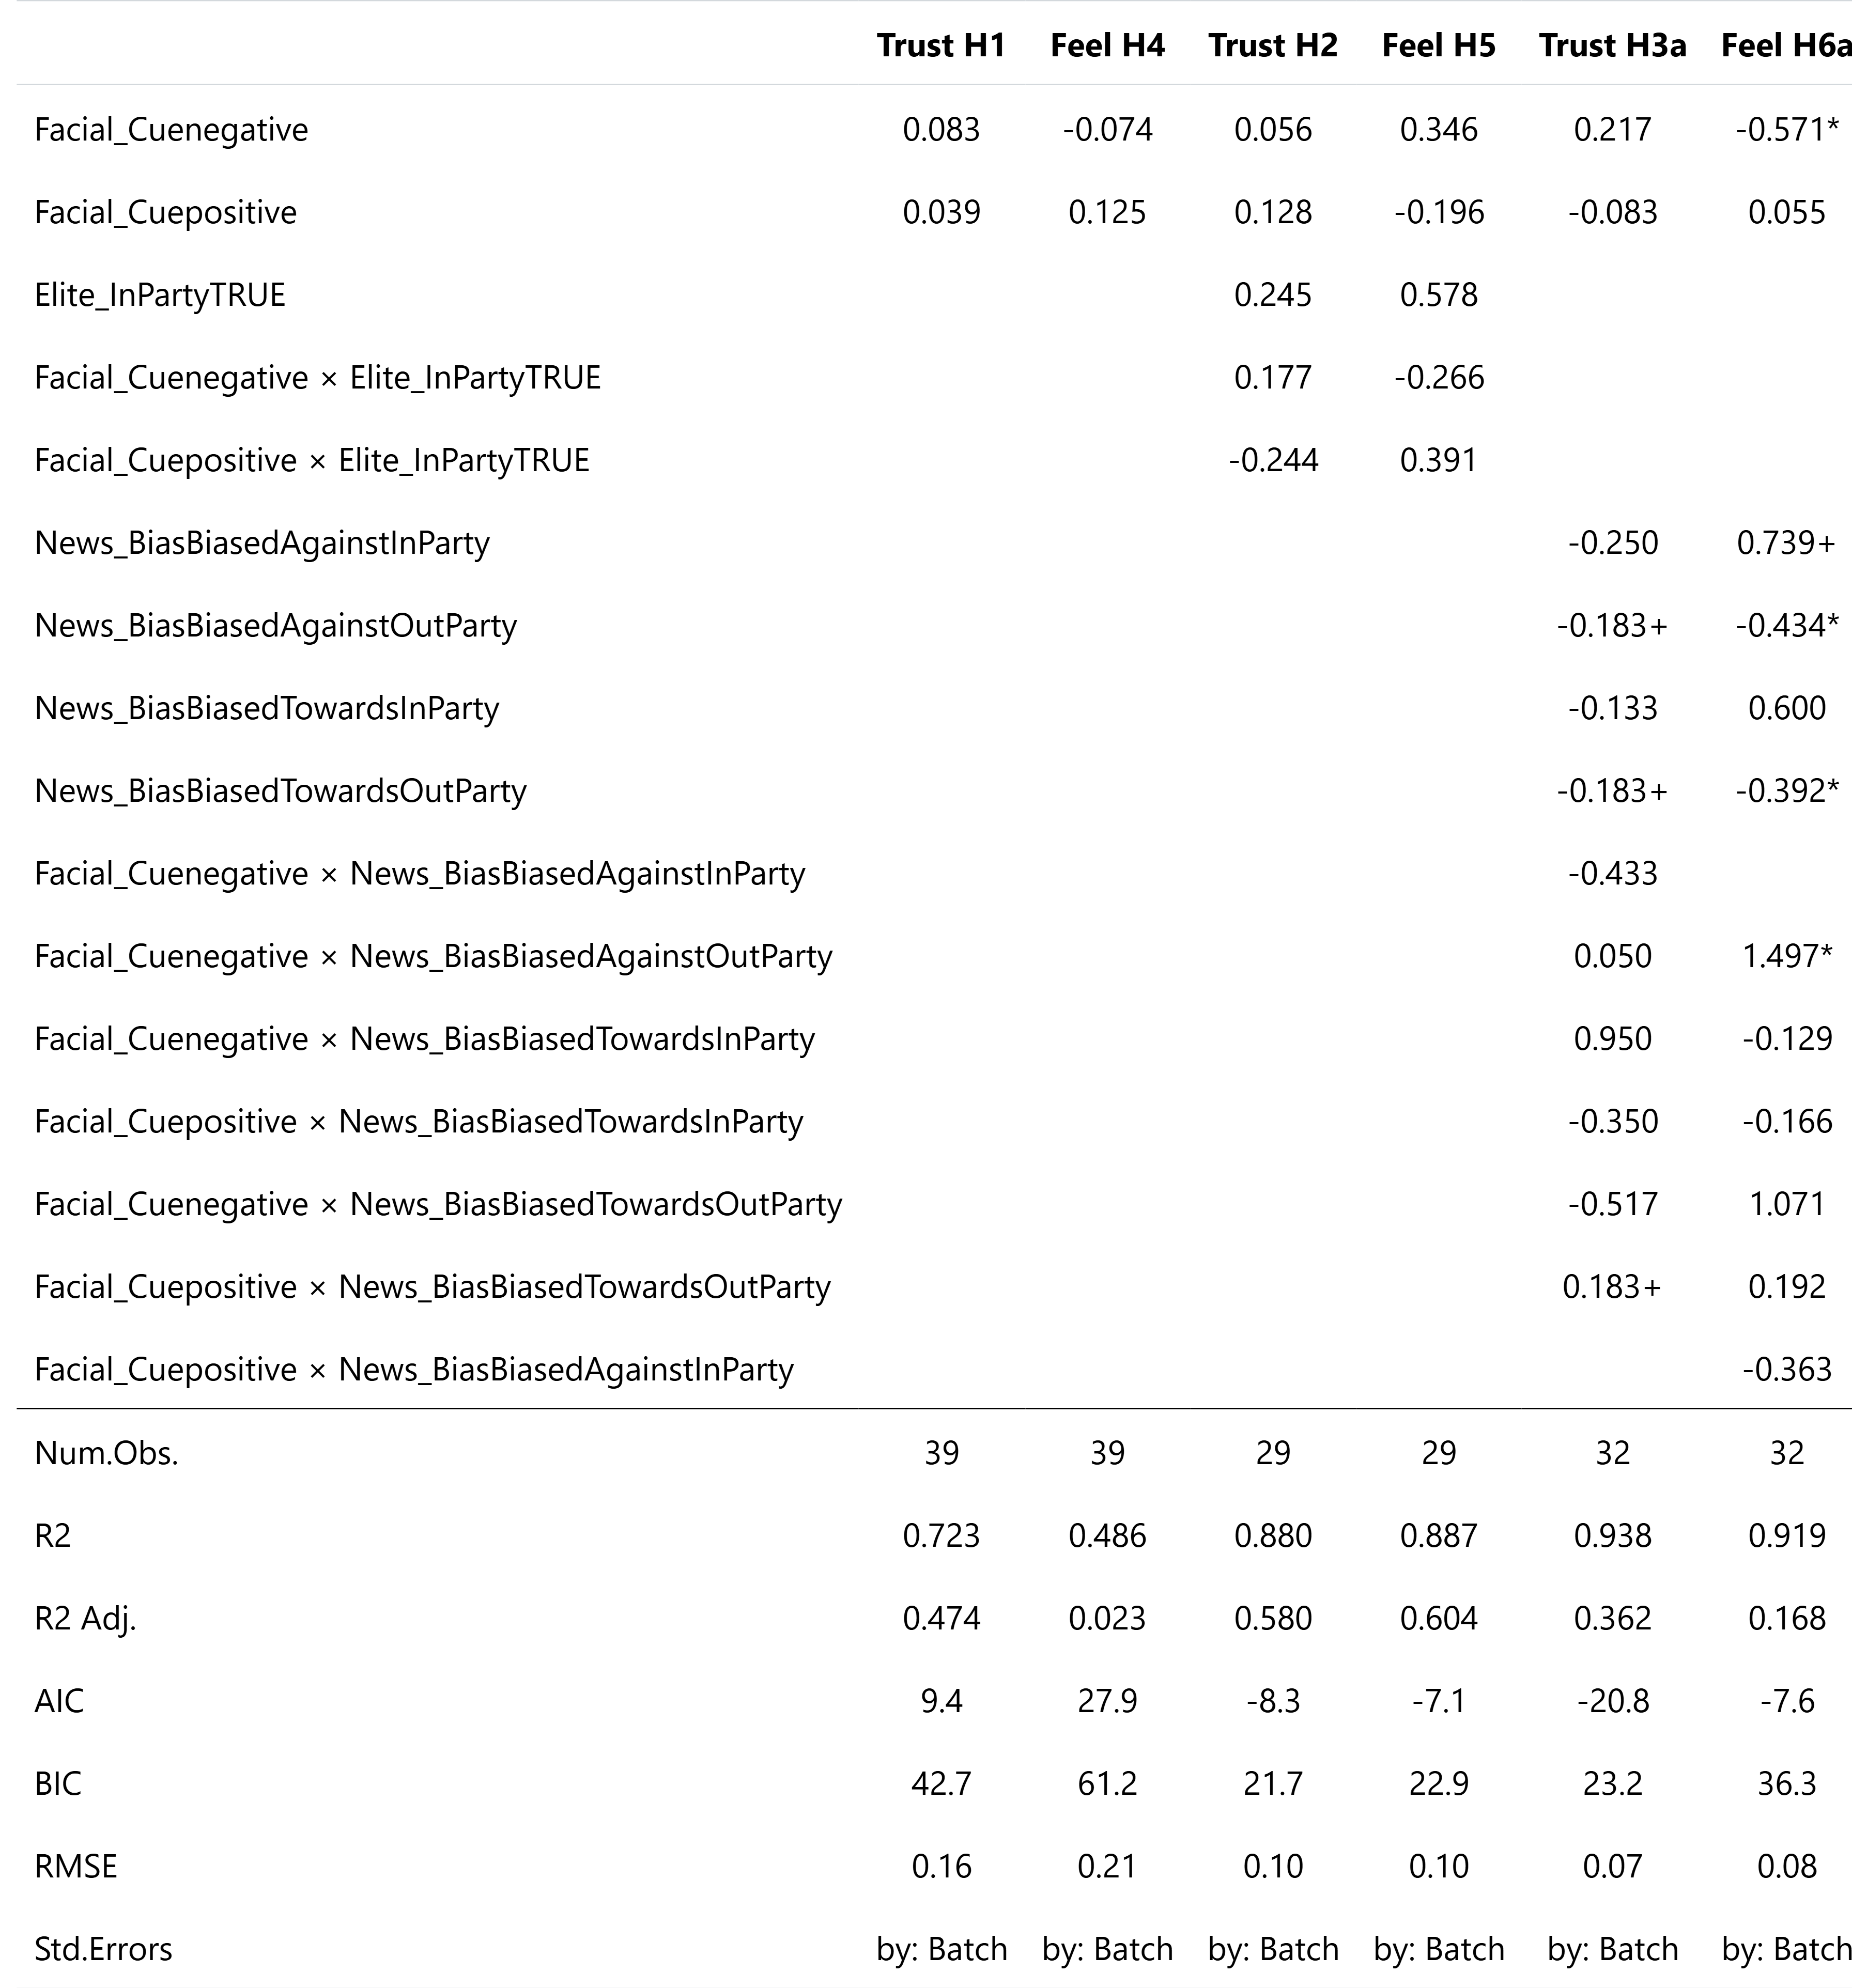 Trust H1 Feel H4 Trust H2 Feel H5 Trust H3a Feel H6a
Facial_Cuenegative 0.083 -0.074 0.056 0.346 0.217 -0.571*
Facial_Cuepositive 0.039 0.125 0.128 -0.196 -0.083 0.055
Elite_InPartyTRUE 0.245 0.578
Facial_Cuenegative × Elite_InPartyTRUE 0.177 -0.266
Facial_Cuepositive × Elite_InPartyTRUE -0.244 0.391
News_BiasBiasedAgainstInParty -0.250 0.739+
News_BiasBiasedAgainstOutParty -0.183+ -0.434*
News_BiasBiasedTowardsInParty -0.133 0.600
News_BiasBiasedTowardsOutParty -0.183+ -0.392*
Facial_Cuenegative × News_BiasBiasedAgainstInParty -0.433
Facial_Cuenegative × News_BiasBiasedAgainstOutParty 0.050 1.497*
Facial_Cuenegative × News_BiasBiasedTowardsInParty 0.950 -0.129
Facial_Cuepositive × News_BiasBiasedTowardsInParty -0.350 -0.166
Facial_Cuenegative × News_BiasBiasedTowardsOutParty -0.517 1.071
Facial_Cuepositive × News_BiasBiasedTowardsOutParty 0.183+ 0.192
Facial_Cuepositive × News_BiasBiasedAgainstInParty -0.363
Num.Obs. 39 39 29 29 32 32
R2 0.723 0.486 0.880 0.887 0.938 0.919
R2 Adj. 0.474 0.023 0.580 0.604 0.362 0.168
AIC 9.4 27.9 -8.3 -7.1 -20.8 -7.6
BIC 42.7 61.2 21.7 22.9 23.2 36.3
RMSE 0.16 0.21 0.10 0.10 0.07 0.08
Std.Errors by: Batch by: Batch by: Batch by: Batch by: Batch by: Batch